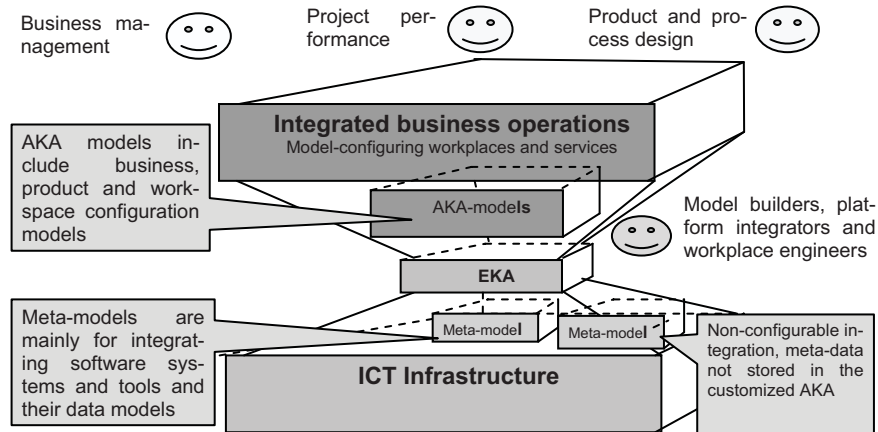 Business ma-
nagement
Project per-
formance
Product and pro-
cess design
Integrated business operations
Model-configuring workplaces and services
AKA models in-
clude business,
product and work-
space configuration
models
AKA-models
Model builders, plat-
form integrators and
workplace engineers
EKA
Meta-models are
mainly for integrat-
ing software sys-
tems and tools and
their data models
Meta-model
Meta-model
Non-configurable in-
tegration, meta-data
not stored in the
customized AKA
ICT Infrastructure